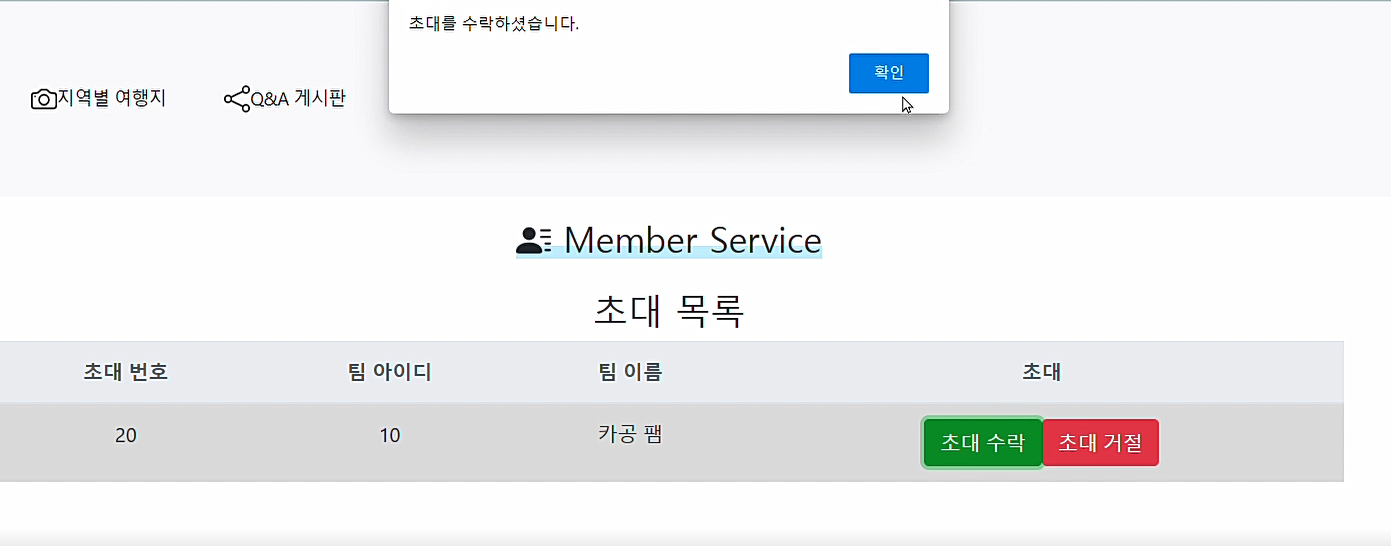 초대를 수락하셨습니다.
확인
지역별 여행지 Q&A 게시판
Member Service
초대 목록
초대 번호 팀 아이디 팀 이름 초대
20 10 카공 팸 초대 수락 초대 거절